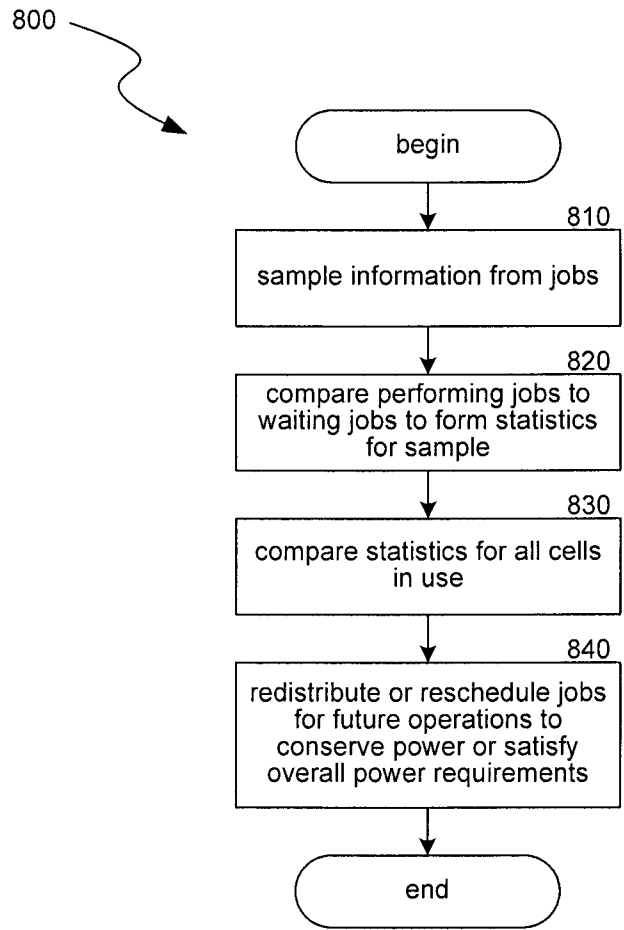 800
begin
810
sample information from jobs
820
compare performing jobs to
waiting jobs to form statistics
for sample
830
compare statistics for all cells
in use
840
redistribute or reschedule jobs
for future operations to
conserve power or satisfy
overall power requirements
end